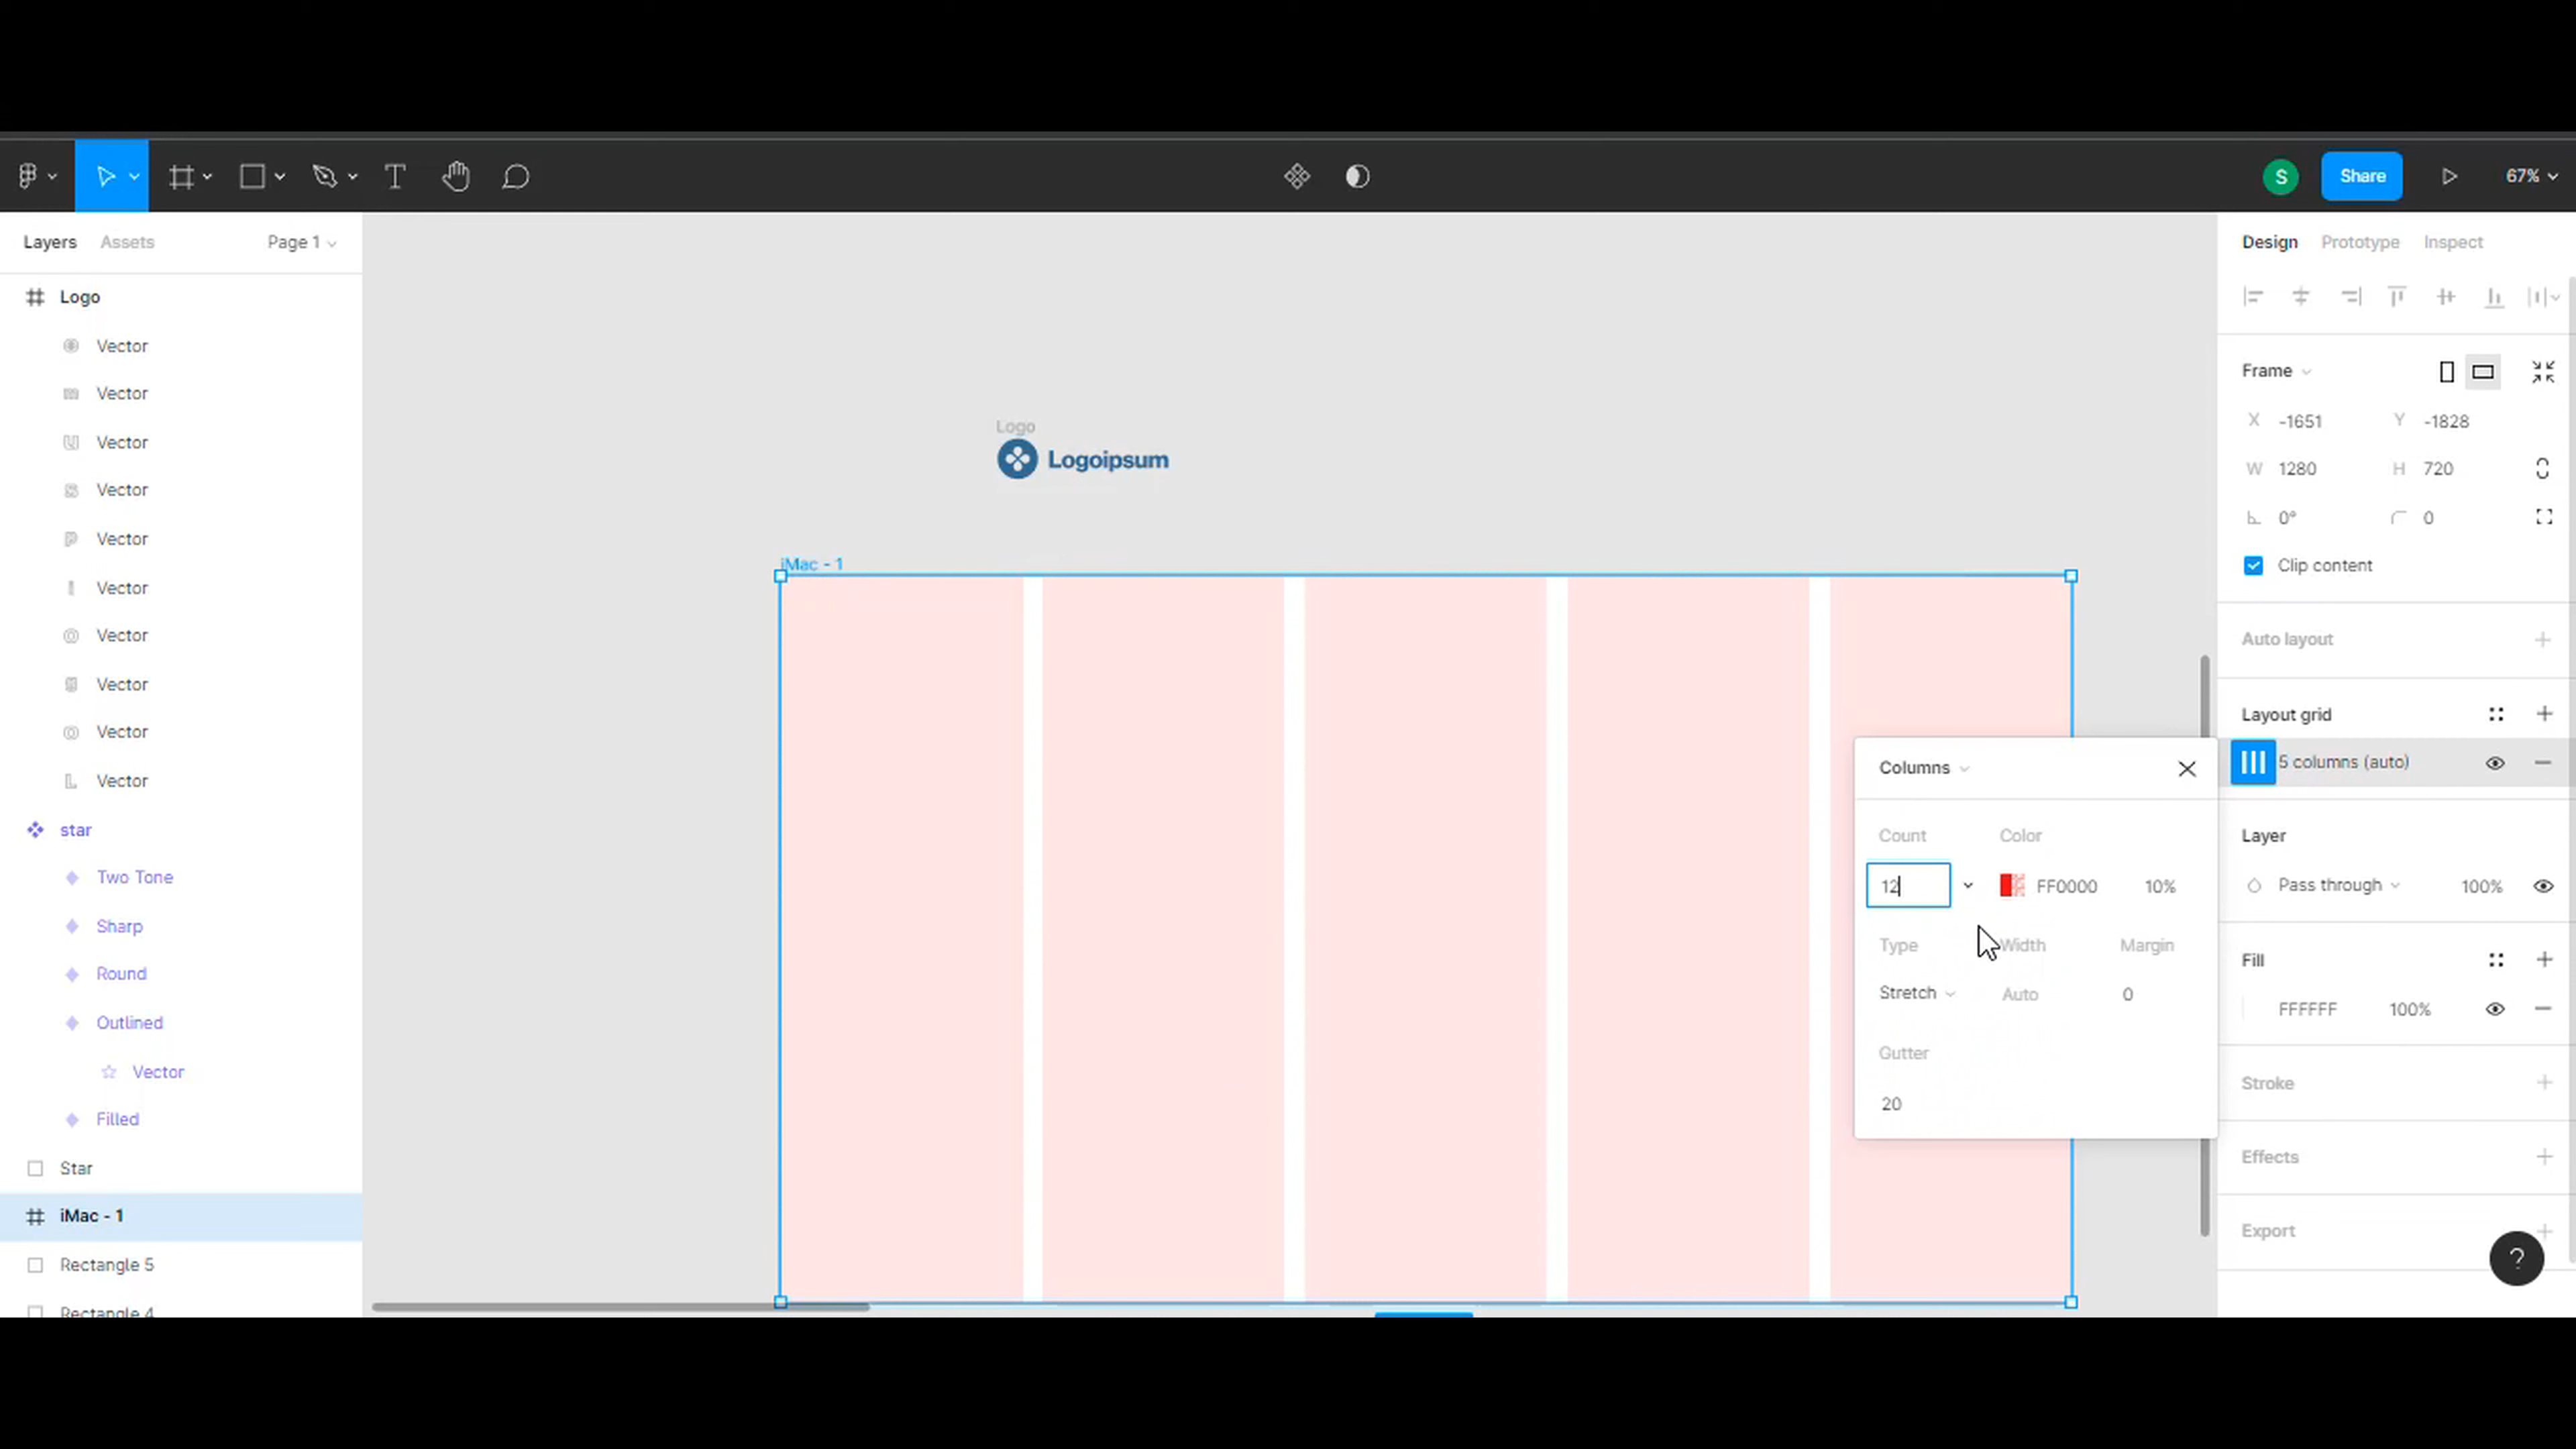 S
Share
67%
Layers
Assets
Page 1
Logo
Vector
Vector
Vector
Vector
Vector
Vector
Vector
Vector
Vector
Vector
star
Two Tone
Sharp
Round
Outlined
Vector
Filled
Star
iMac - 1
Rectangle 5
Rectangle 4
Logo
Logoipsum
iMac - 1
Columns
Count
Color
12
FF0000
10%
Type
Width
Margin
Stretch
Auto
0
Gutter
20
Design
Prototype
Inspect
Frame
X -1651
Y -1828
W 1280
H 720
0°
0
Clip content
Auto layout
Layout grid
5 columns (auto)
Layer
Pass through
100%
Fill
FFFFFF
100%
Stroke
Effects
Export
?